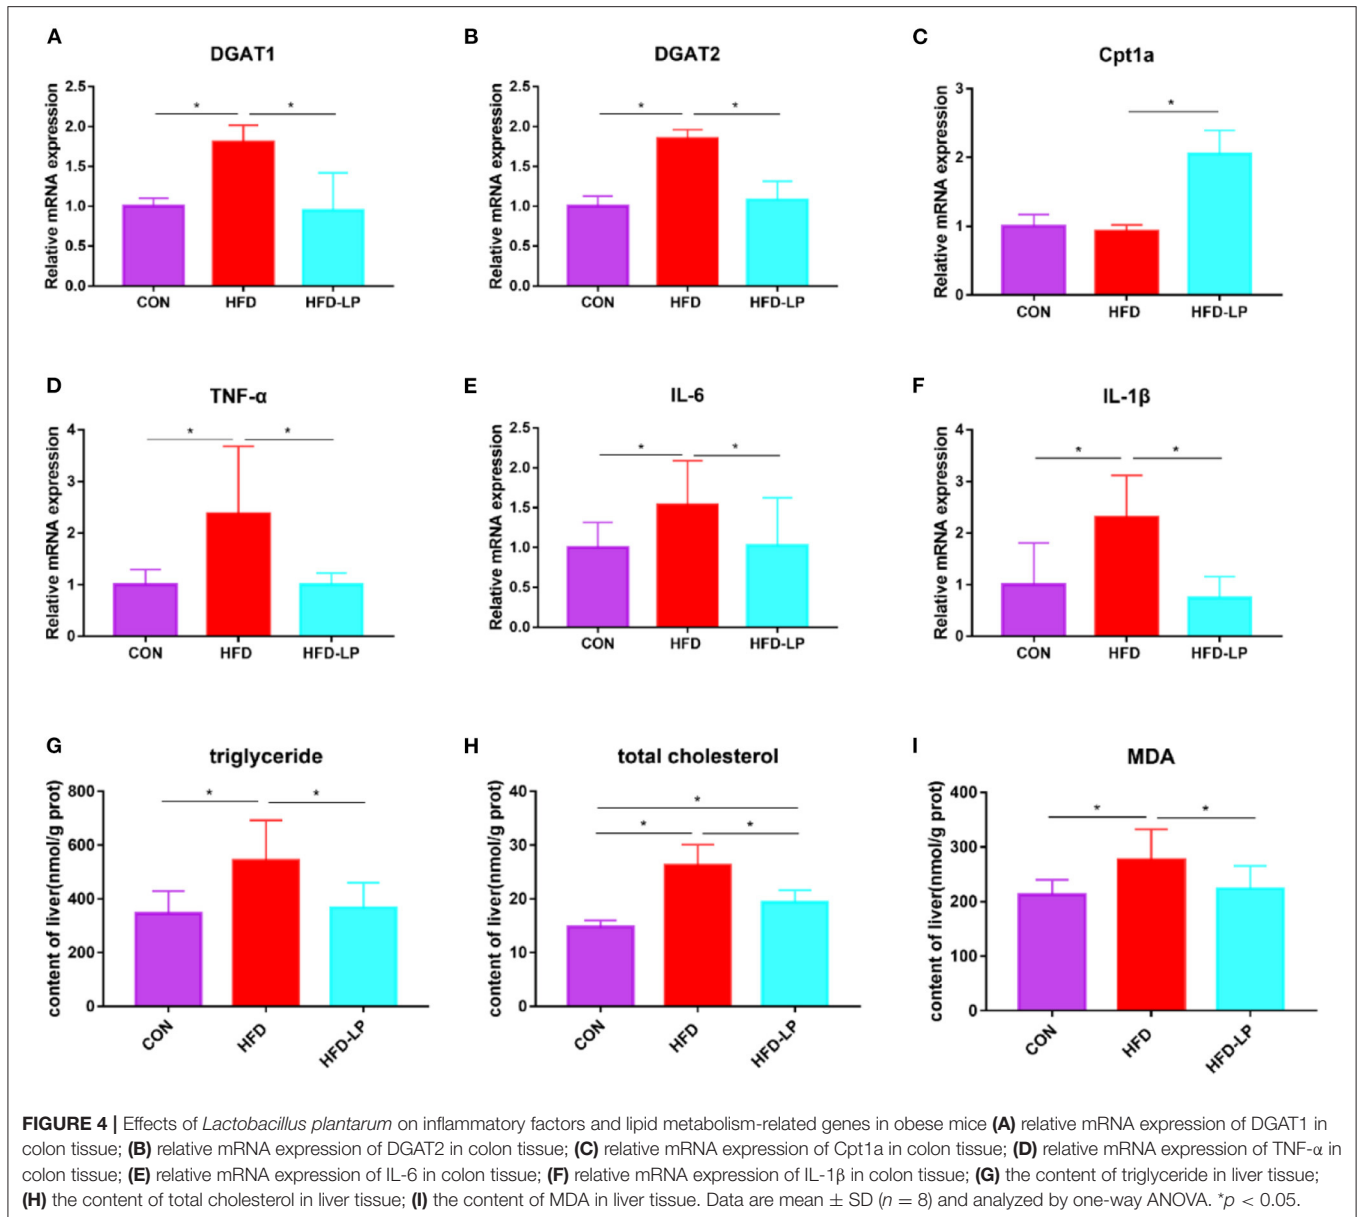 A
DGAT1
Relative mRNA expression
2.5
2.0
1.5
1.0
0.5
0.0
*
*
CON
HFD
HFD-LP
B
DGAT2
Relative mRNA expression
2.5
2.0
1.5
1.0
0.5
0.0
*
*
CON
HFD
HFD-LP
C
Cpt1a
Relative mRNA expression
3
2
1
0
*
CON
HFD
HFD-LP
D
TNF-α
Relative mRNA expression
4
3
2
1
0
*
*
CON
HFD
HFD-LP
E
IL-6
Relative mRNA expression
2.5
2.0
1.5
1.0
0.5
0.0
*
*
CON
HFD
HFD-LP
F
IL-1β
Relative mRNA expression
4
3
2
1
0
*
*
CON
HFD
HFD-LP
G
triglyceride
content of liver(nmol/g prot)
800
600
400
200
0
*
*
CON
HFD
HFD-LP
H
total cholesterol
content of liver(nmol/g prot)
40
30
20
10
0
*
*
*
CON
HFD
HFD-LP
I
MDA
content of liver(nmol/g prot)
400
300
200
100
0
*
*
CON
HFD
HFD-LP
FIGURE 4 | Effects of Lactobacillus plantarum on inflammatory factors and lipid metabolism-related genes in obese mice (A) relative mRNA expression of DGAT1 in
colon tissue; (B) relative mRNA expression of DGAT2 in colon tissue; (C) relative mRNA expression of Cpt1a in colon tissue; (D) relative mRNA expression of TNF-α in
colon tissue; (E) relative mRNA expression of IL-6 in colon tissue; (F) relative mRNA expression of IL-1β in colon tissue; (G) the content of triglyceride in liver tissue;
(H) the content of total cholesterol in liver tissue; (I) the content of MDA in liver tissue. Data are mean ± SD (n = 8) and analyzed by one-way ANOVA. *p < 0.05.